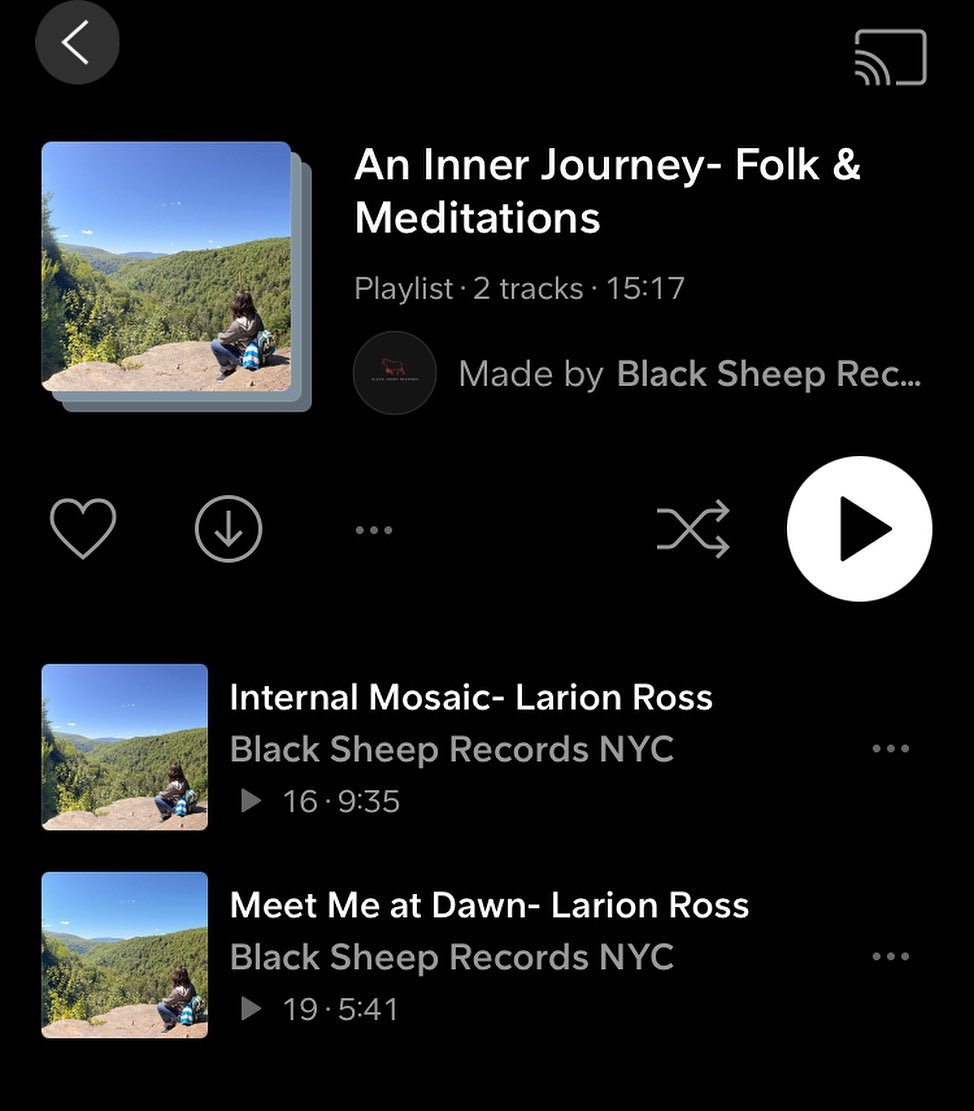 An Inner Journey- Folk &
Meditations
Playlist · 2 tracks · 15:17
Made by Black Sheep Rec...
Internal Mosaic- Larion Ross
Black Sheep Records NYC
16 · 9:35
Meet Me at Dawn- Larion Ross
Black Sheep Records NYC
19 · 5:41